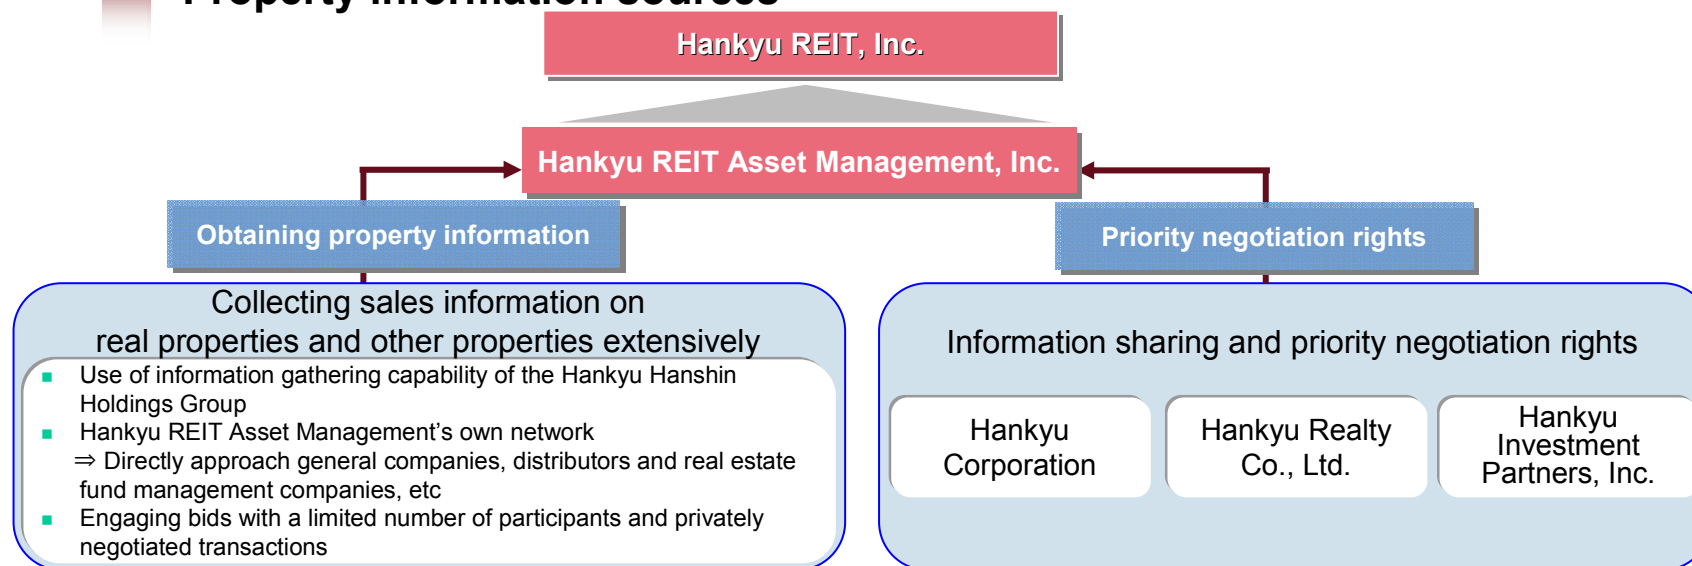 Property information sources
Hankyu REIT, Inc.
Hankyu REIT Asset Management, Inc.
Obtaining property information
Priority negotiation rights
Collecting sales information on
real properties and other properties extensively
■ Use of information gathering capability of the Hankyu Hanshin
Holdings Group
■ Hankyu REIT Asset Management’s own network
⇒ Directly approach general companies, distributors and real estate
fund management companies, etc
■ Engaging bids with a limited number of participants and privately
negotiated transactions
Information sharing and priority negotiation rights
Hankyu
Corporation
Hankyu Realty
Co., Ltd.
Hankyu
Investment
Partners, Inc.